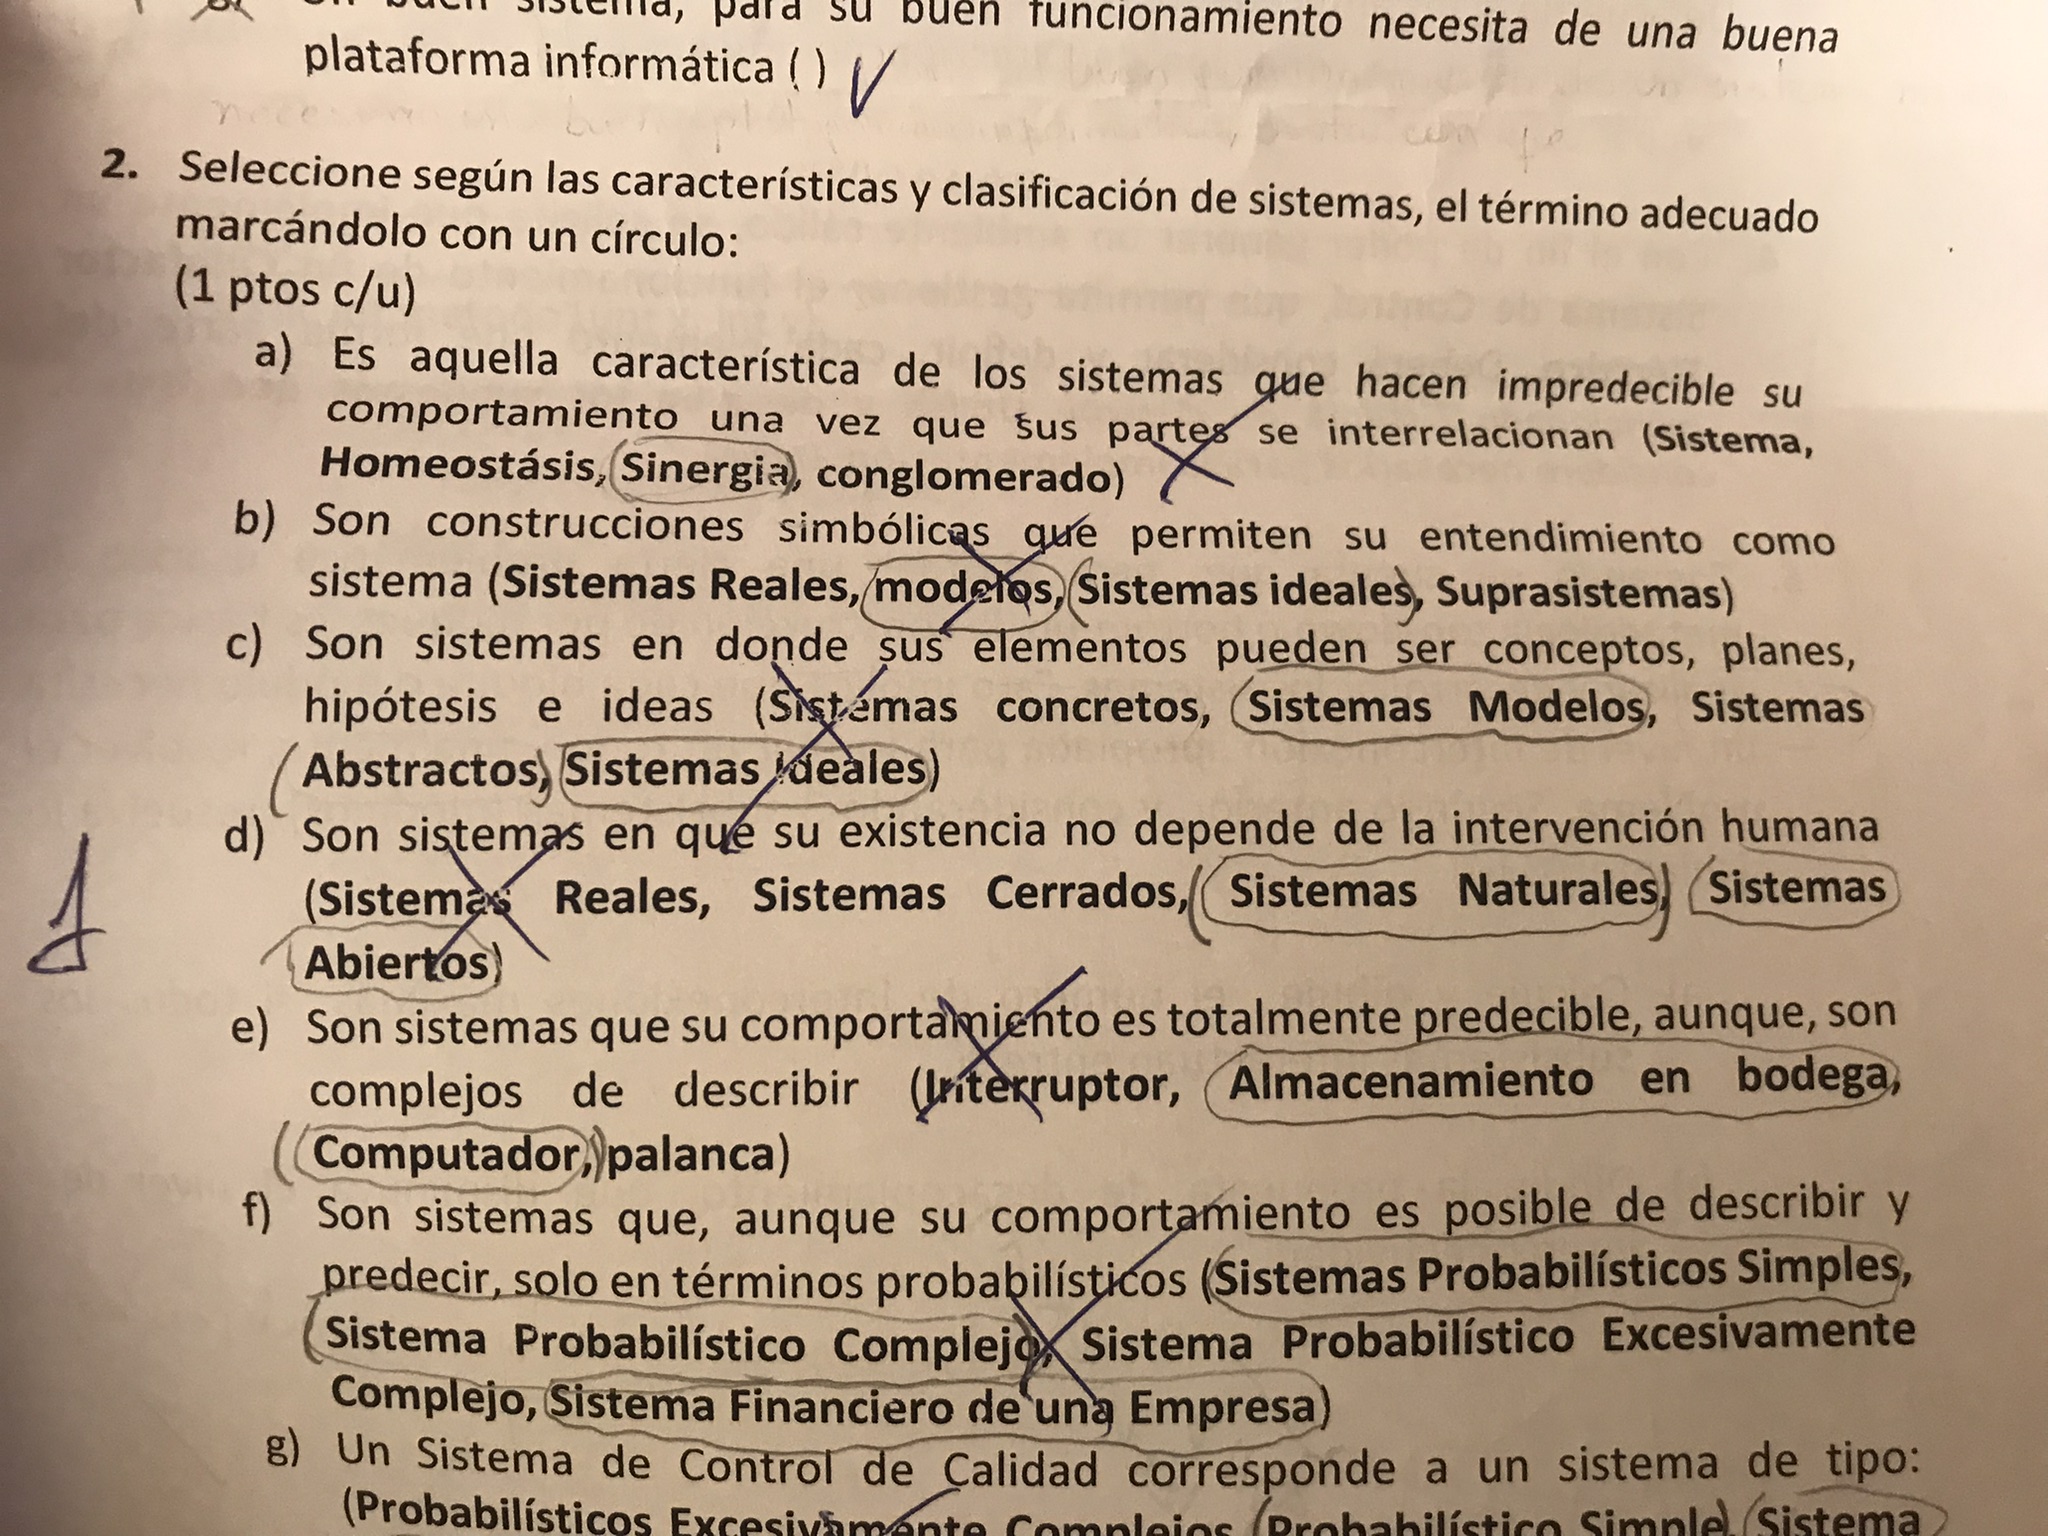 Un buen sistema, para su buen funcionamiento necesita de una buena
plataforma informática ( )
2. Seleccione según las características y clasificación de sistemas, el término adecuado
marcándolo con un círculo:
(1 ptos c/u)
a) Es aquella característica de los sistemas que hacen impredecible su
comportamiento una vez que sus partes se interrelacionan (Sistema,
Homeostásis, Sinergia, conglomerado)
b) Son construcciones simbólicas que permiten su entendimiento como
sistema (Sistemas Reales, modelos, Sistemas ideales, Suprasistemas)
c) Son sistemas en donde sus elementos pueden ser conceptos, planes,
hipótesis e ideas (Sistemas concretos, Sistemas Modelos, Sistemas
Abstractos, Sistemas Ideales)
d) Son sistemas en que su existencia no depende de la intervención humana
(Sistemas Reales, Sistemas Cerrados, Sistemas Naturales, Sistemas
Abiertos)
1
e) Son sistemas que su comportamiento es totalmente predecible, aunque, son
complejos de describir (Interruptor, Almacenamiento en bodega,
Computador, palanca)
f) Son sistemas que, aunque su comportamiento es posible de describir y
predecir, solo en términos probabilísticos (Sistemas Probabilísticos Simples,
Sistema Probabilístico Complejo, Sistema Probabilístico Excesivamente
Complejo, Sistema Financiero de una Empresa)
g) Un Sistema de Control de Calidad corresponde a un sistema de tipo:
(Probabilísticos Excesivamente Complejos, Probabilístico Simple, Sistema